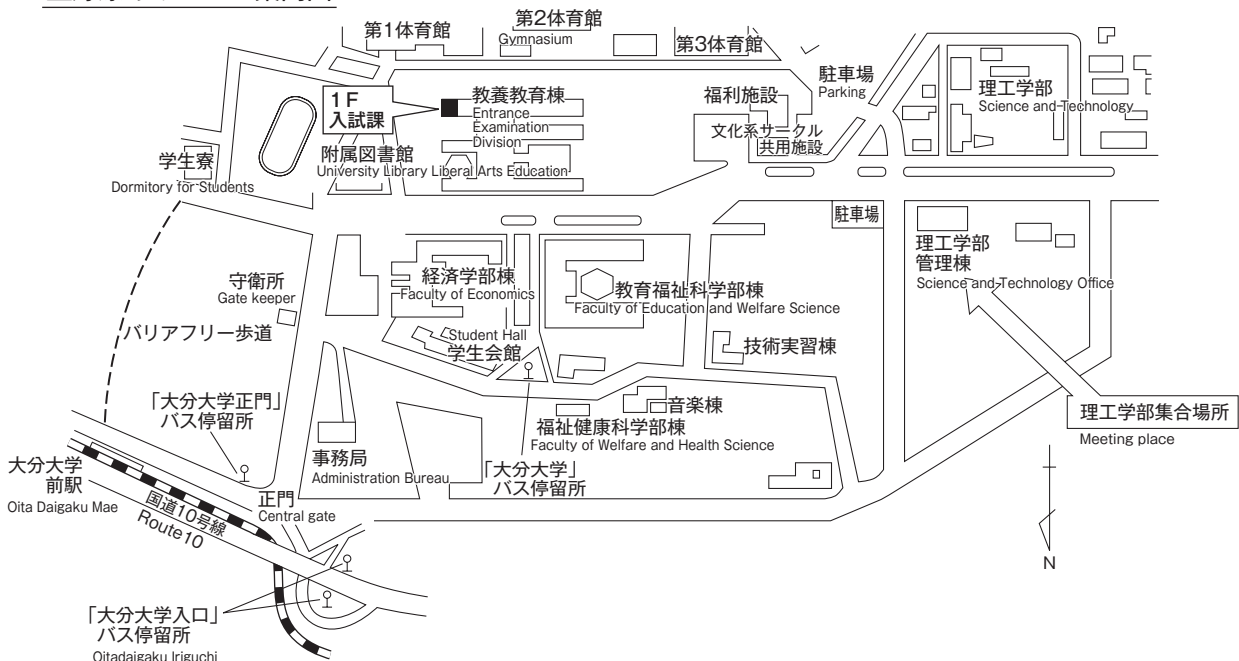 第1体育館
第2体育館
Gymnasium
第3体育館
駐車場
Parking
理工学部
Science and Technology
1F
入試課
教養教育棟
Entrance
Examination
Division
福利施設
文化系サークル
共用施設
附属図書館
University Library Liberal Arts Education
学生寮
Dormitory for Students
駐車場
理工学部
管理棟
Science and Technology Office
守衛所
Gate keeper
経済学部棟
Faculty of Economics
教育福祉科学部棟
Faculty of Education and Welfare Science
バリアフリー歩道
Student Hall
学生会館
技術実習棟
「大分大学正門」
バス停留所
音楽棟
福祉健康科学部棟
Faculty of Welfare and Health Science
理工学部集合場所
Meeting place
事務局
Administration Bureau
「大分大学」
バス停留所
大分大学
前駅
Oita Daigaku Mae
国道10号線
Route10
正門
Central gate
N
「大分大学入口」
バス停留所
Oitadaigaku Iriguchi